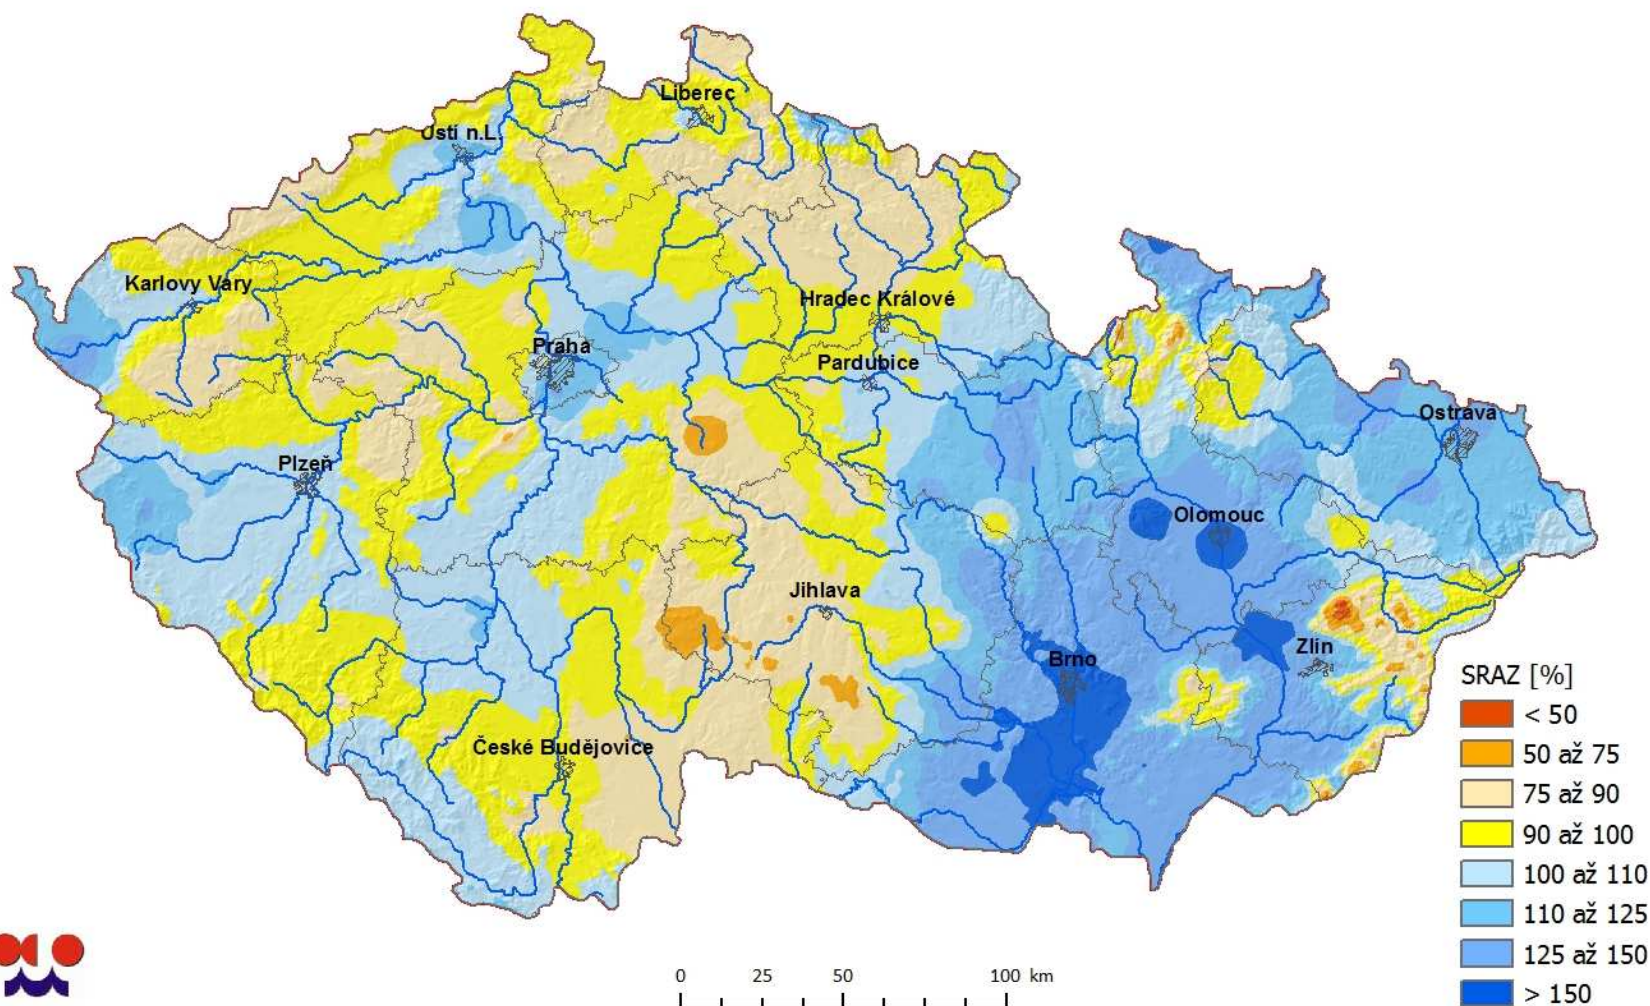 Liberec
Ústí n.L.
Karlovy Vary
Hradec Králové
Praha
Pardubice
Ostrava
Plzeň
Olomouc
Jihlava
Zlín
Brno
České Budějovice
SRAZ [%]
< 50
50 až 75
75 až 90
90 až 100
100 až 110
110 až 125
125 až 150
> 150
0 25 50 100 km